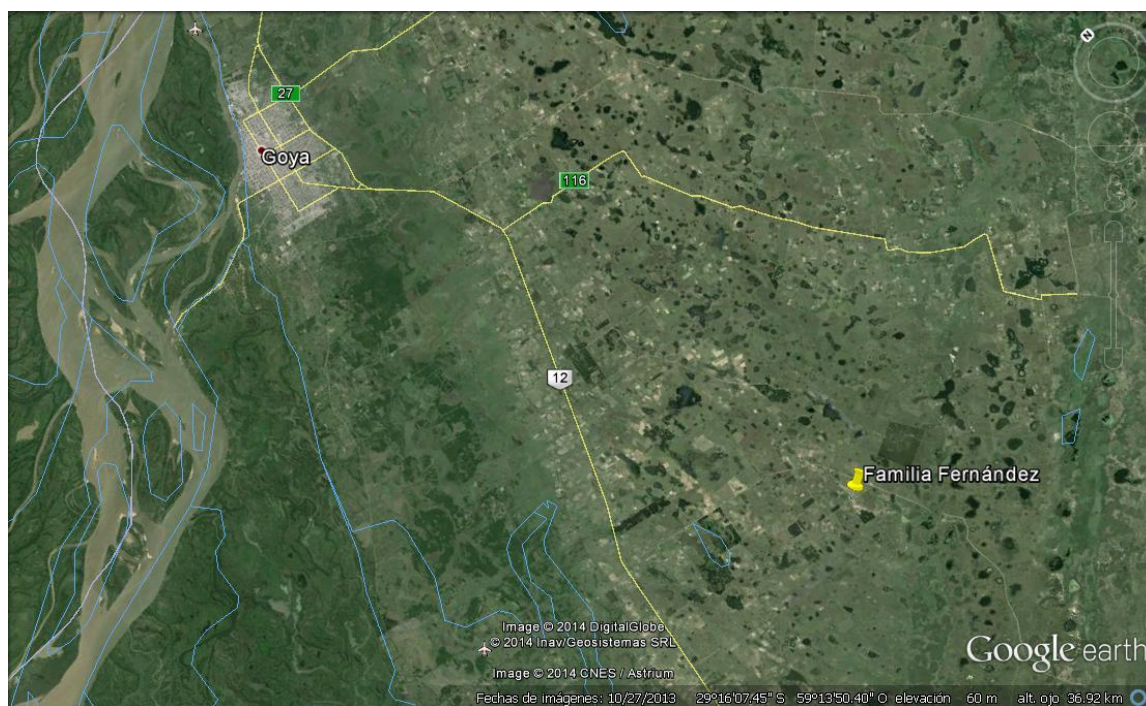 N
27
Goya
116
12
Familia Fernández
Image © 2014 DigitalGlobe
© 2014 Inav/Geosistemas SRL
Image © 2014 CNES / Astrium
Google earth
Fechas de imágenes: 10/27/2013 29°16'07.45" S 59°13'50.40" O elevación 60 m alt. ojo 36.92 km